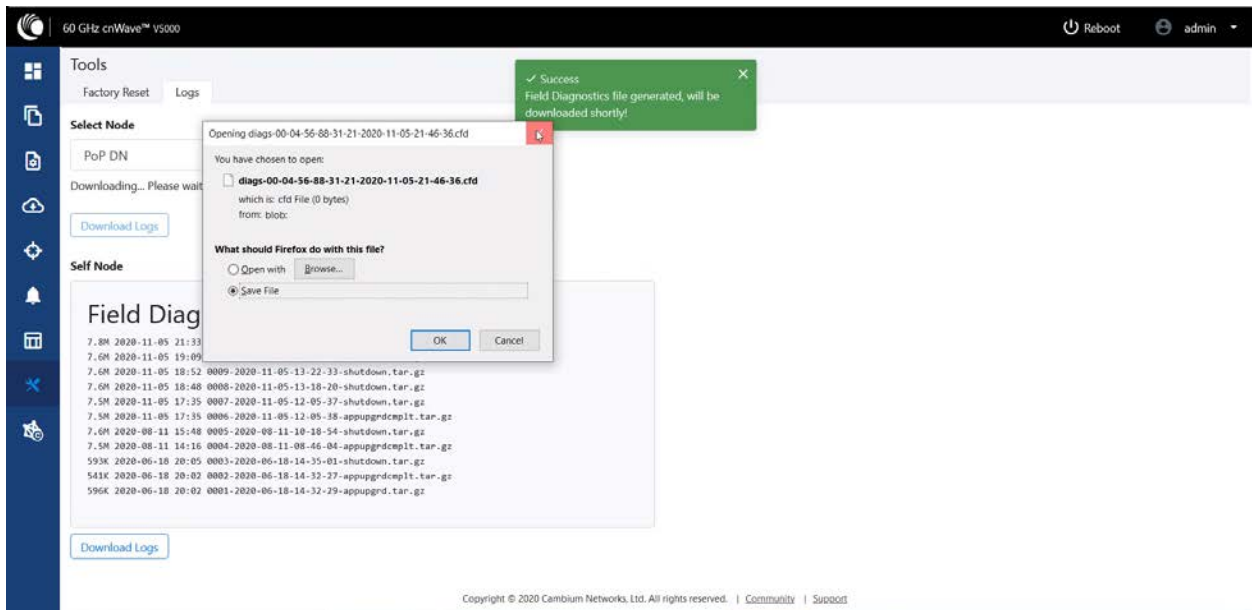 60 GHz cnWave™ V5000
Reboot
admin
Tools
Factory Reset
Logs
✓ Success
Field Diagnostics file generated, will be
downloaded shortly!
Select Node
PoP DN
Downloading... Please wait
Download Logs
Opening diags-00-04-56-88-31-21-2020-11-05-21-46-36.cfd
You have chosen to open:
diags-00-04-56-88-31-21-2020-11-05-21-46-36.cfd
which is: cfd File (0 bytes)
from: blob:
What should Firefox do with this file?
Open with Browse...
Save File
OK Cancel
Self Node
Field Diag
7.8M 2020-11-05 21:33
7.6M 2020-11-05 19:09
7.6M 2020-11-05 18:52 0009-2020-11-05-13-22-33-shutdown.tar.gz
7.6M 2020-11-05 18:48 0008-2020-11-05-13-18-20-shutdown.tar.gz
7.5M 2020-11-05 17:35 0007-2020-11-05-12-05-37-shutdown.tar.gz
7.5M 2020-11-05 17:35 0006-2020-11-05-12-05-38-appupgrdcmplt.tar.gz
7.6M 2020-08-11 15:48 0005-2020-08-11-10-18-54-shutdown.tar.gz
7.5M 2020-08-11 14:16 0004-2020-08-11-08-46-04-appupgrdcmplt.tar.gz
593K 2020-06-18 20:05 0003-2020-06-18-14-35-01-shutdown.tar.gz
541K 2020-06-18 20:02 0002-2020-06-18-14-32-27-appupgrdcmplt.tar.gz
596K 2020-06-18 20:02 0001-2020-06-18-14-32-29-appupgrd.tar.gz
Download Logs
Copyright © 2020 Cambium Networks, Ltd. All rights reserved. | Community | Support